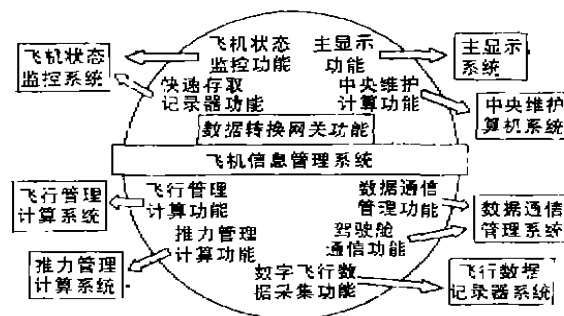 飞机状态
监控系统
飞机状态
监控功能
快速存取
记录器功能
主显示
功能
中央维护
计算功能
主显示
系统
中央维护
算机系统
数据转换网关功能
飞机信息管理系统
飞行管理
计算系统
飞行管理
计算功能
推力管理
计算功能
推力管理
计算系统
数据通信
管理功能
驾驶舱
通信功能
数字飞行数
据采集功能
数据通信
管理系统
飞行数据
记录器系统